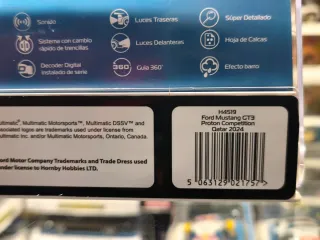 Sonido
Luces Traseras
Súper Detallado
Sistema con cambio
rápido de trencillas
Luces Delanteras
Hoja de Calcas
Decoder Digital
instalado de serie
360°
Guía 360°
Efecto barro
Multimatic Motorsports™, Multimatic DSSV™ and
associated logos are trademarks used under license from
Multimatic Inc. and/or Multimatic Motorsports, Ontario, Canada.
Ford Motor Company Trademarks and Trade Dress used
under license to Hornby Hobbies LTD.
H4519
Ford Mustang GT3
Proton Competition
Qatar 2024
5 063129 021757